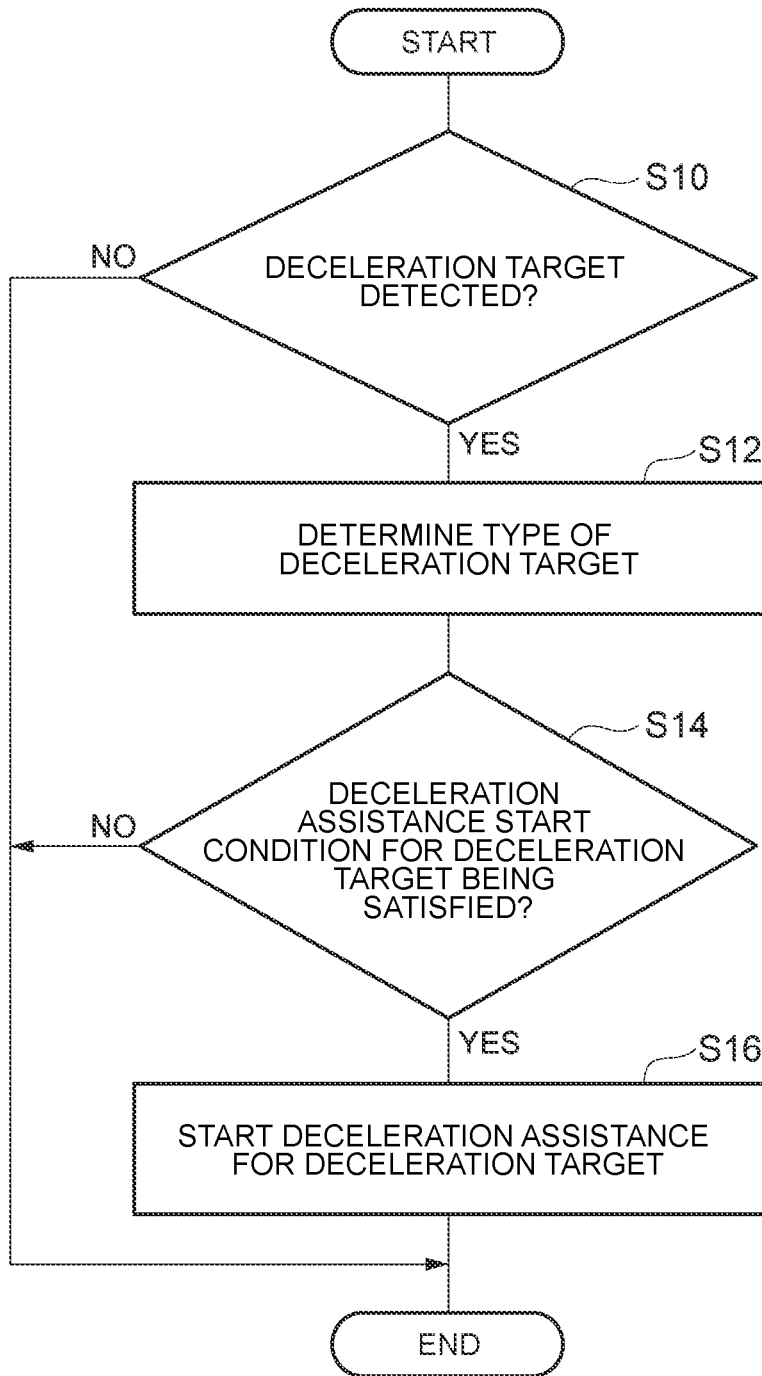 START
S10
NO
DECELERATION TARGET
DETECTED?
YES
S12
DETERMINE TYPE OF
DECELERATION TARGET
S14
NO
DECELERATION
ASSISTANCE START
CONDITION FOR DECELERATION
TARGET BEING
SATISFIED?
YES
S16
START DECELERATION ASSISTANCE
FOR DECELERATION TARGET
END